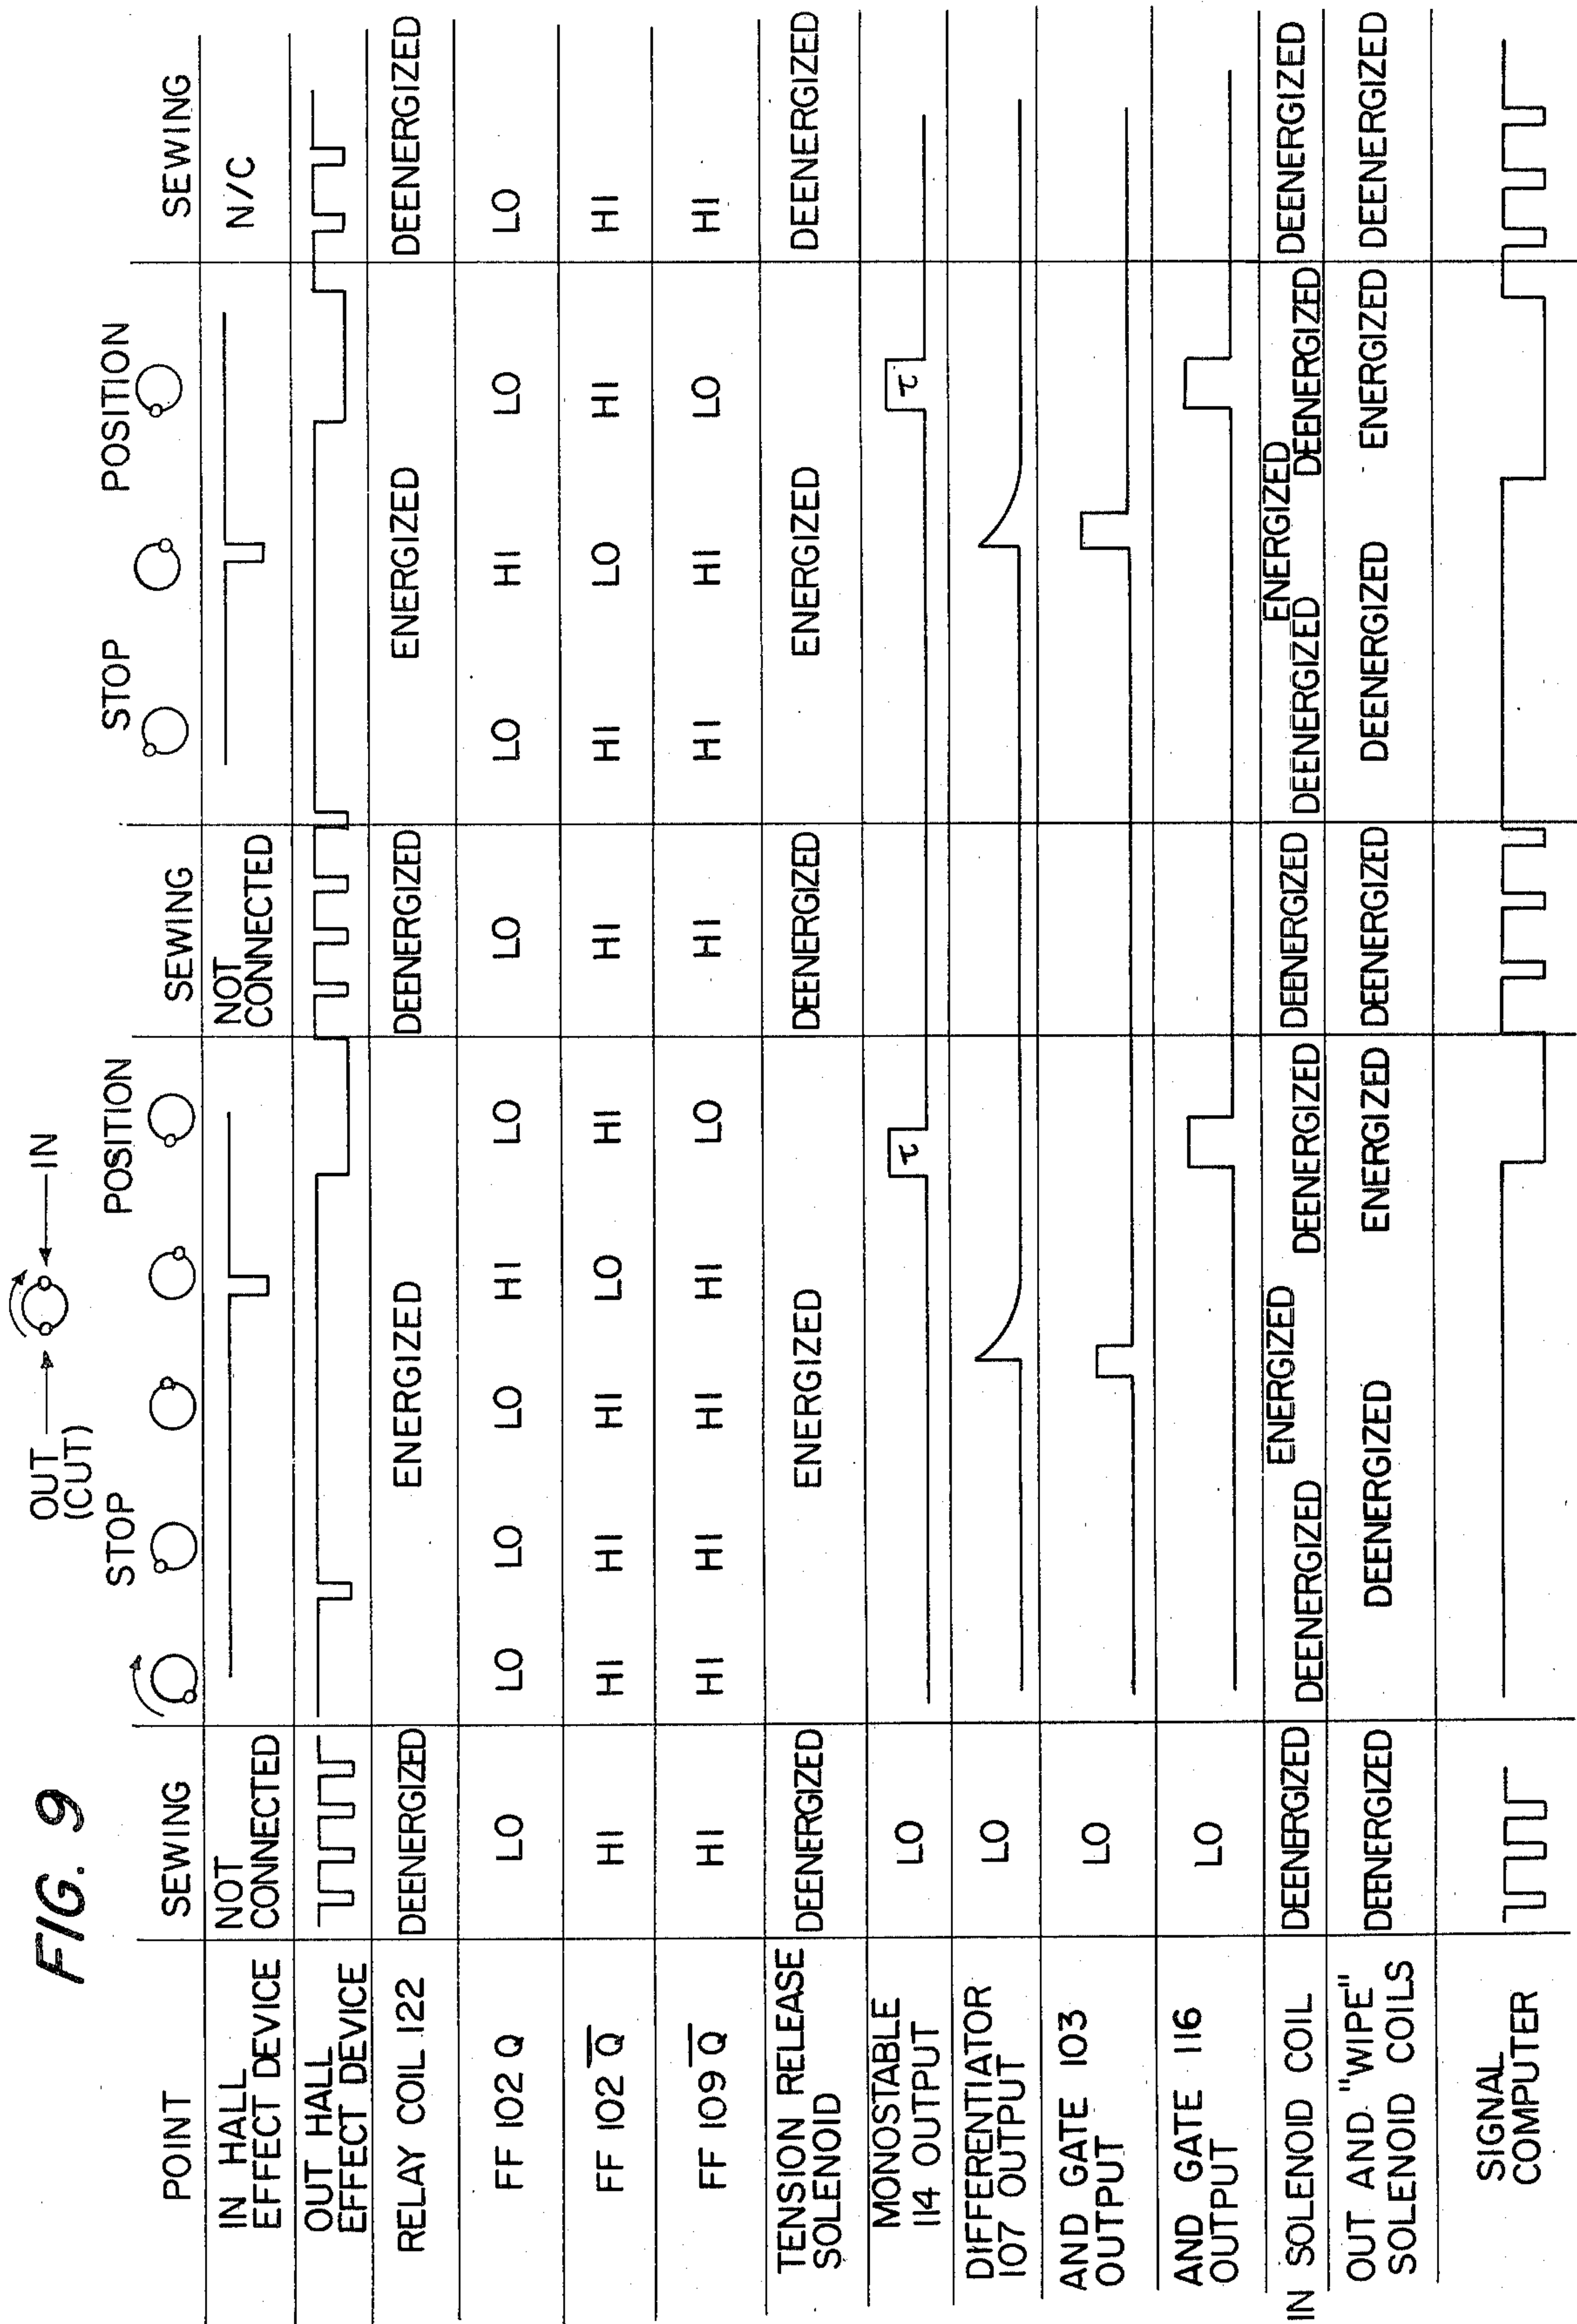 FIG. 9
OUT
(CUT)
IN
STOP
POSITION
STOP
POSITION
POINT
SEWING
SEWING
SEWING
IN HALL
EFFECT DEVICE
NOT
CONNECTED
NOT
CONNECTED
N/C
OUT HALL
EFFECT DEVICE
RELAY COIL 122
DEENERGIZED
ENERGIZED
DEENERGIZED
ENERGIZED
DEENERGIZED
FF 102 Q
LO
LO
LO
LO
HI
LO
LO
LO
HI
LO
LO
FF 102 Q̅
HI
HI
HI
HI
LO
HI
HI
HI
LO
HI
HI
FF 109 Q̅
HI
HI
HI
HI
HI
LO
HI
HI
HI
LO
HI
TENSION RELEASE
SOLENOID
DEENERGIZED
ENERGIZED
DEENERGIZED
ENERGIZED
DEENERGIZED
MONOSTABLE
114 OUTPUT
LO
τ
τ
DIFFERENTIATOR
107 OUTPUT
LO
AND GATE 103
OUTPUT
LO
AND GATE 116
OUTPUT
LO
IN SOLENOID COIL
DEENERGIZED
DEENERGIZED
ENERGIZED
DEENERGIZED
DEENERGIZED
DEENERGIZED
ENERGIZED
DEENERGIZED
DEENERGIZED
OUT AND "WIPE"
SOLENOID COILS
DEENERGIZED
DEENERGIZED
ENERGIZED
DEENERGIZED
DEENERGIZED
ENERGIZED
DEENERGIZED
SIGNAL
COMPUTER